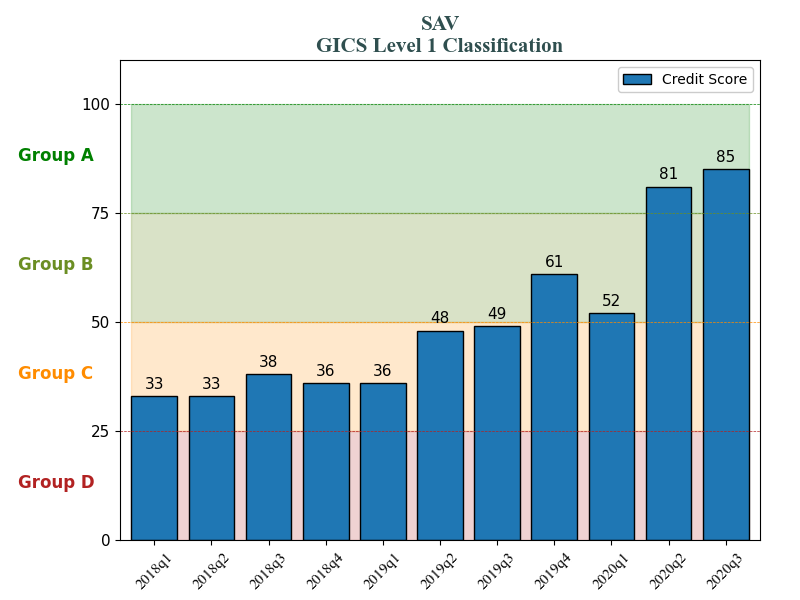 SAV
GICS Level 1 Classification
Credit Score
100
Group A
75
Group B
50
Group C
25
Group D
0
33
33
38
36
36
48
49
61
52
81
85
2018q1
2018q2
2018q3
2018q4
2019q1
2019q2
2019q3
2019q4
2020q1
2020q2
2020q3